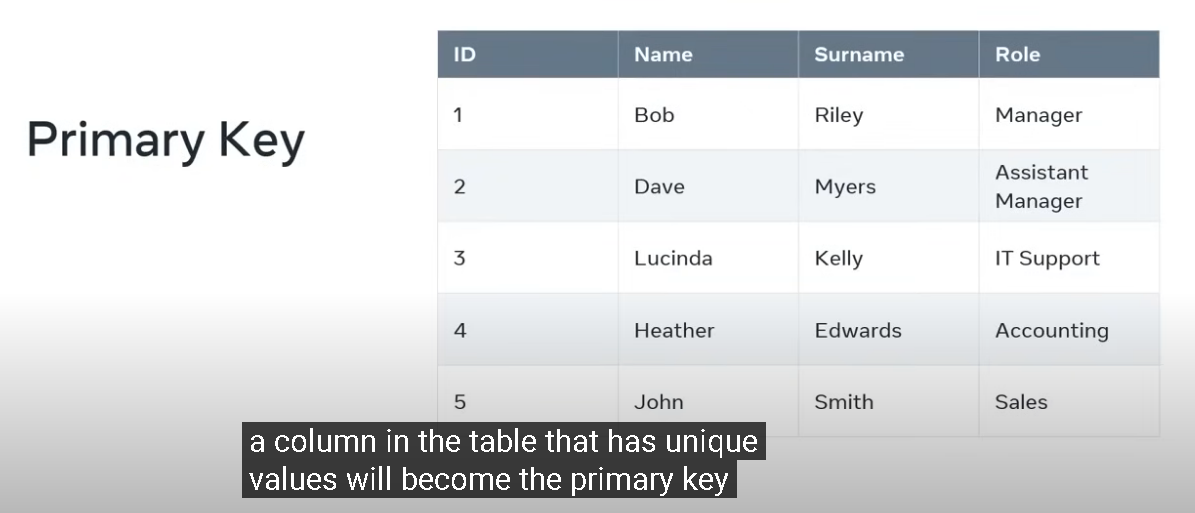 Primary Key
ID Name Surname Role
1 Bob Riley Manager
2 Dave Myers Assistant Manager
3 Lucinda Kelly IT Support
4 Heather Edwards Accounting
5 John Smith Sales
a column in the table that has unique
values will become the primary key